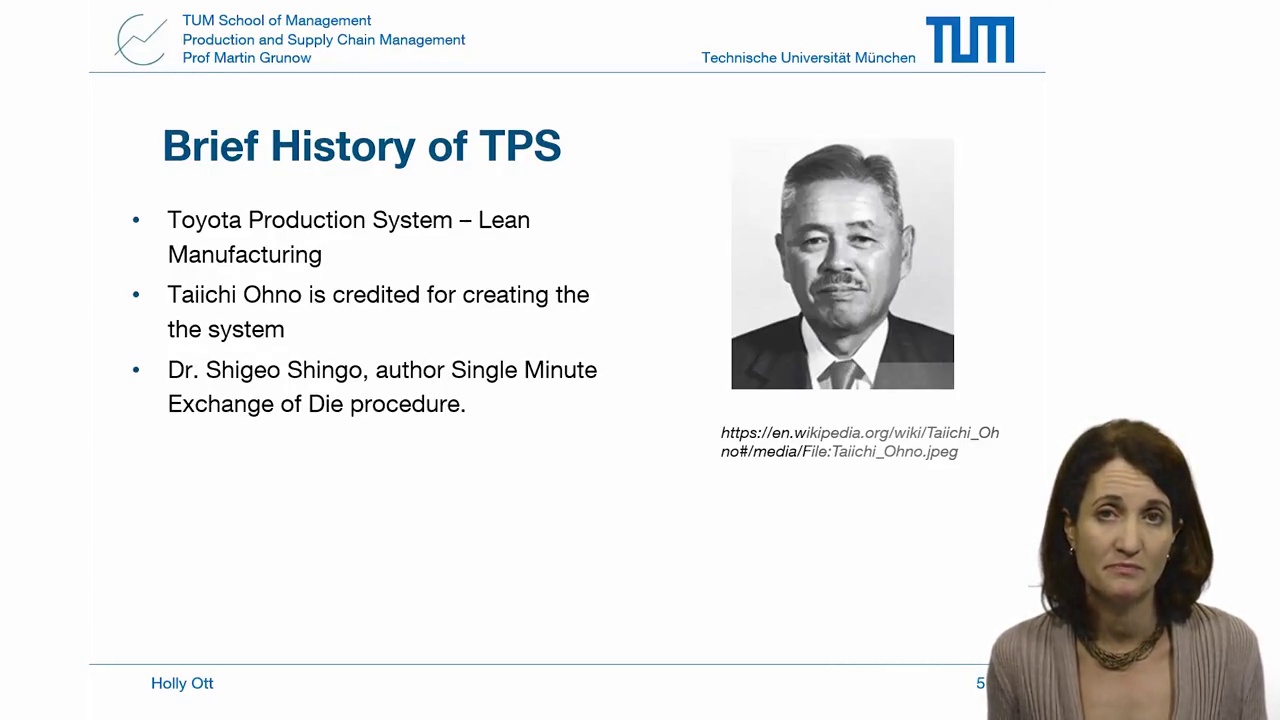 TUM School of Management
Production and Supply Chain Management
Prof Martin Grunow
Technische Universität München
TUM
Brief History of TPS
• Toyota Production System – Lean
Manufacturing
• Taiichi Ohno is credited for creating the
the system
• Dr. Shigeo Shingo, author Single Minute
Exchange of Die procedure.
https://en.wikipedia.org/wiki/Taiichi_Oh
no#/media/File:Taiichi_Ohno.jpeg
Holly Ott
5